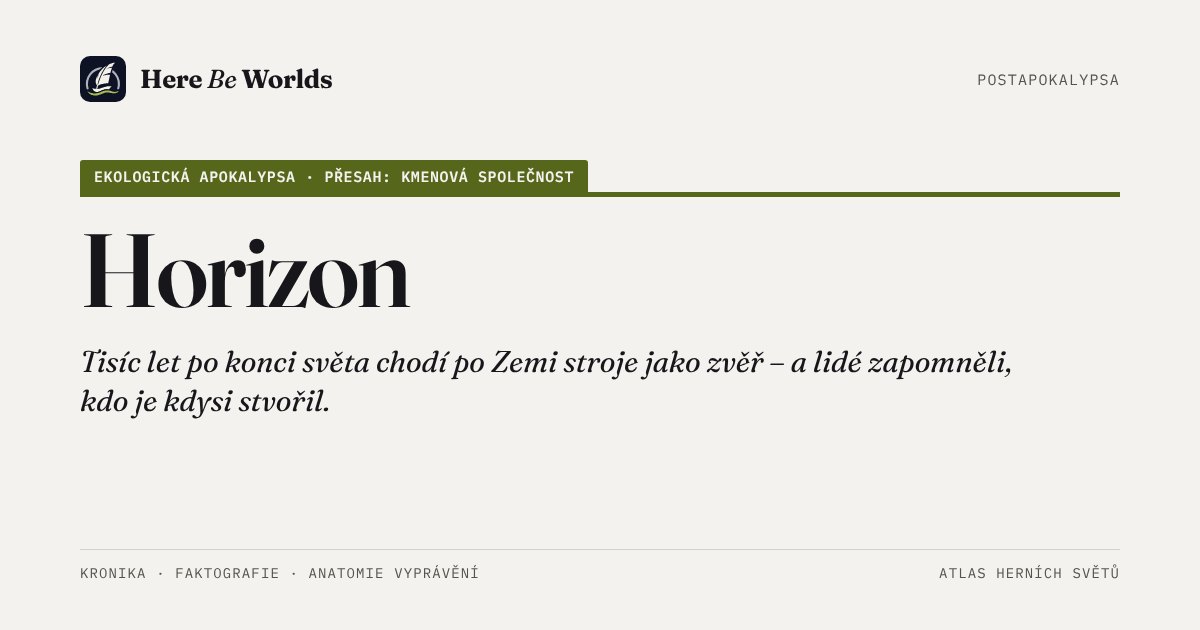 Here Be Worlds
POSTAPOKALYPSA
EKOLOGICKÁ APOKALYPSA · PŘESAH: KMENOVÁ SPOLEČNOST
Horizon
Tisíc let po konci světa chodí po Zemi stroje jako zvěř – a lidé zapomněli,
kdo je kdysi stvořil.
KRONIKA · FAKTOGRAFIE · ANATOMIE VYPRÁVĚNÍ
ATLAS HERNÍCH SVĚTŮ